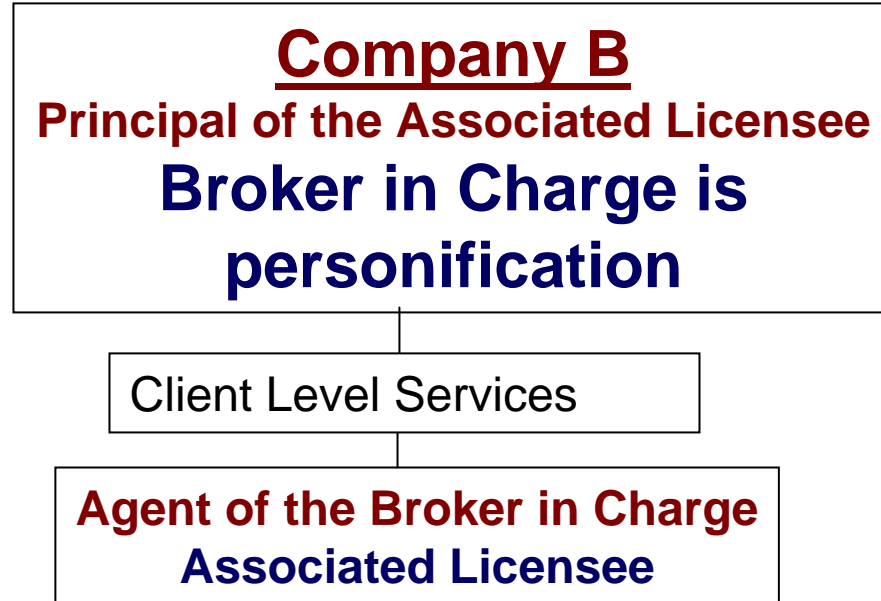 Company B
Principal of the Associated Licensee
Broker in Charge is
personification
Client Level Services
Agent of the Broker in Charge
Associated Licensee